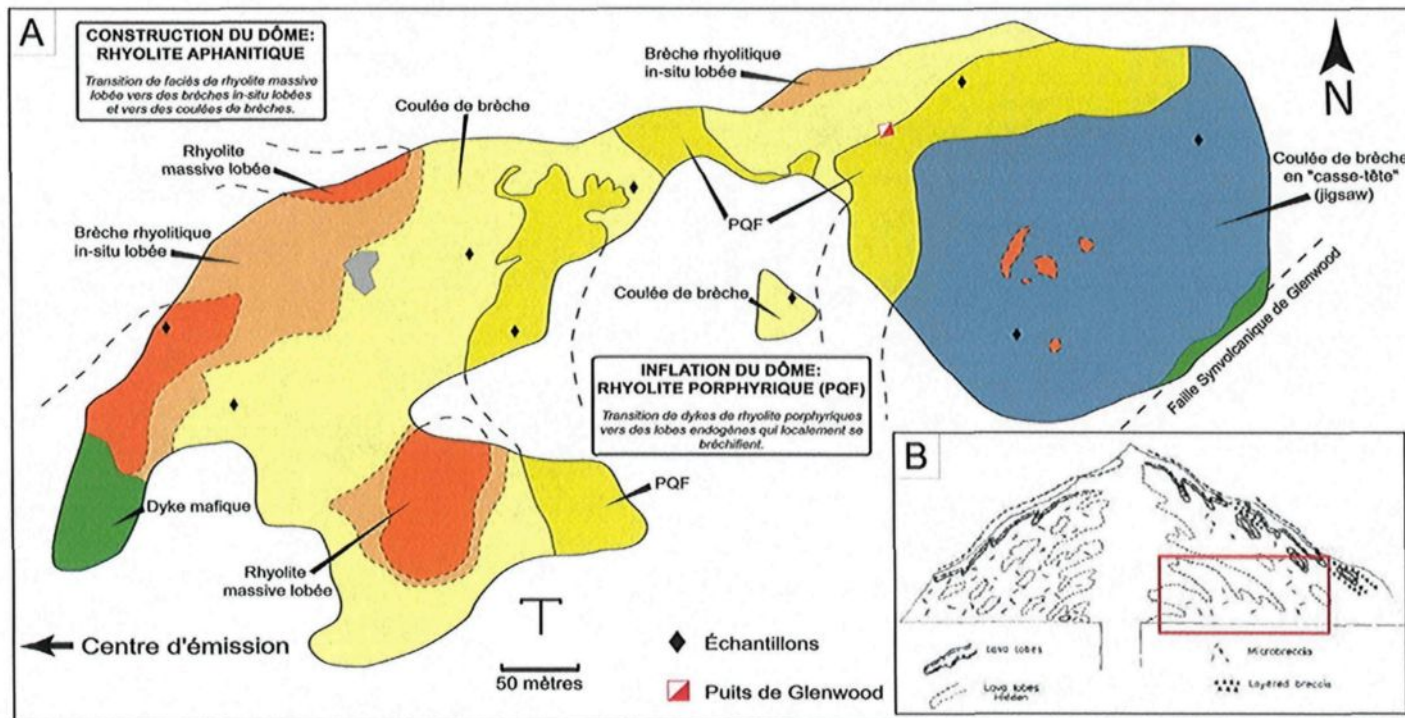 A
CONSTRUCTION DU DÔME:
RHYOLITE APHANITIQUE
Transition de faciés de rhyolite massive
lobée vers des brèches in-situ lobées
et vers des coulées de brèches.
Coulée de brèche
Rhyolite
massive lobée
Brèche rhyolitique
in-situ lobée
Brèche rhyolitique
in-situ lobée
N
Coulée de brèche
en "casse-tête"
(jigsaw)
PQF
Coulée de brèche
INFLATION DU DÔME:
RHYOLITE PORPHYRIQUE (PQF)
Transition de dykes de rhyolite porphyriques
vers des lobes endogènes qui localement se
bréchifient.
Faille Synvolcanique de Glenwood
Dyke mafique
PQF
Rhyolite
massive lobée
Centre d'émission
50 mètres
Échantillons
Puits de Glenwood
B
Lava lobes
Lava lobes
hidden
Microbreccia
Layered breccia